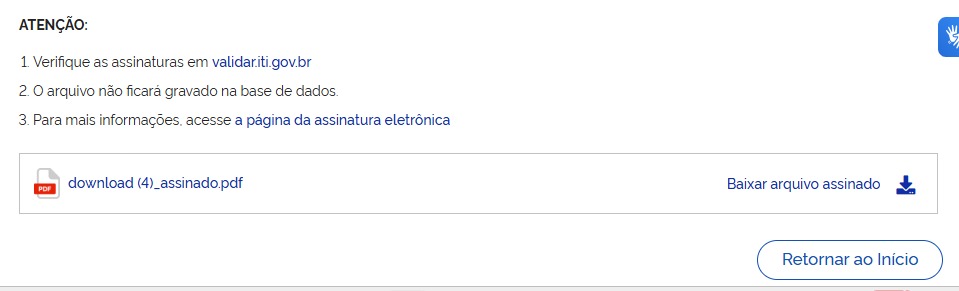 ATENÇÃO:
1. Verifique as assinaturas em validar.iti.gov.br
2. O arquivo não ficará gravado na base de dados.
3. Para mais informações, acesse a página da assinatura eletrônica
PDF
download (4)_assinado.pdf
Baixar arquivo assinado
Retornar ao Início